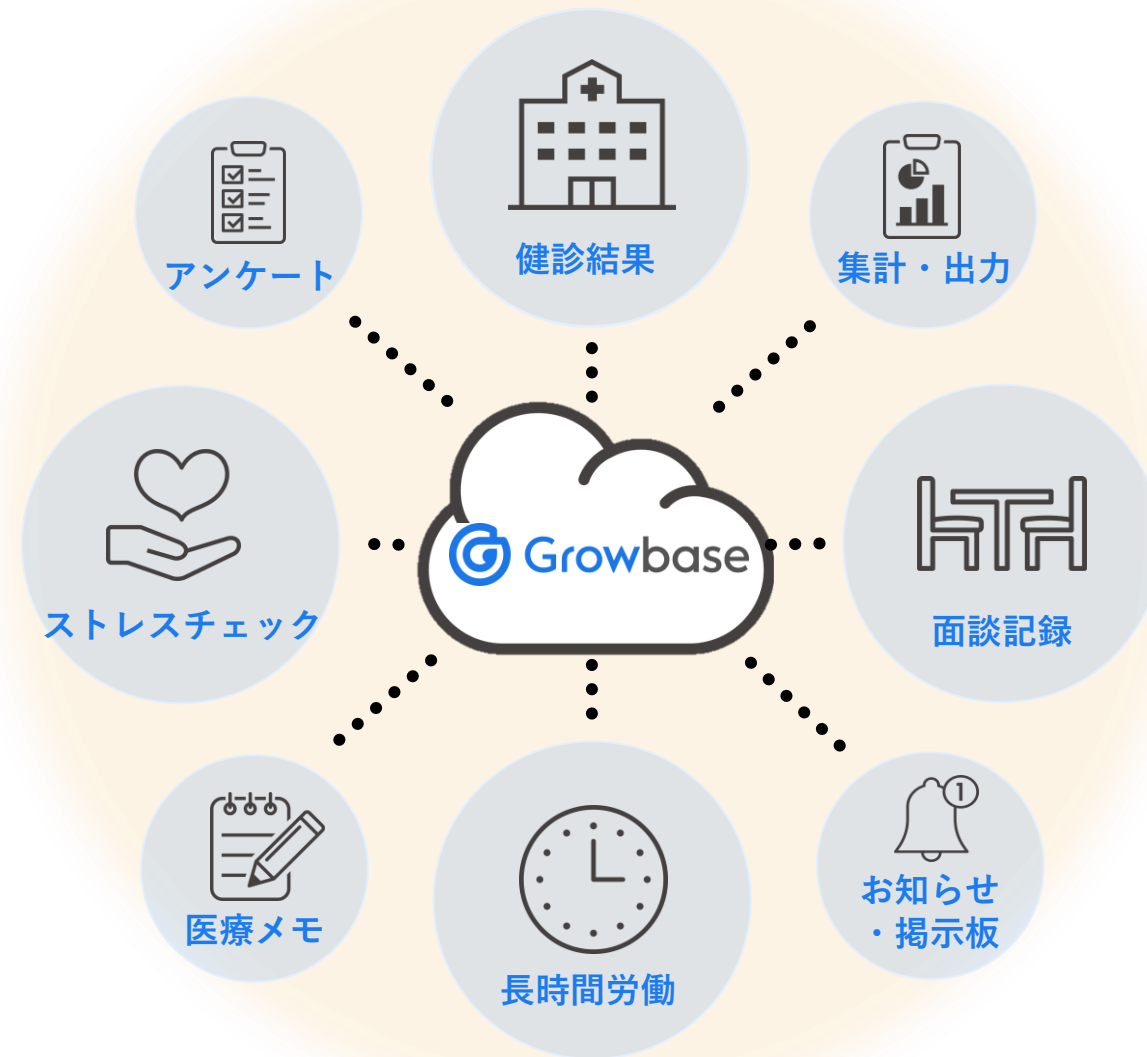 アンケート
健診結果
集計・出力
ストレスチェック
Growbase
面談記録
医療メモ
長時間労働
1
お知らせ
・掲示板